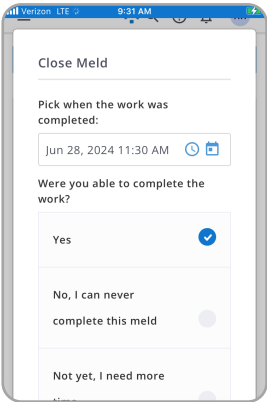 Verizon LTE 9:31 AM
Close Meld
Pick when the work was
completed:
Jun 28, 2024 11:30 AM
Were you able to complete the
work?
Yes
No, I can never
complete this meld
Not yet, I need more